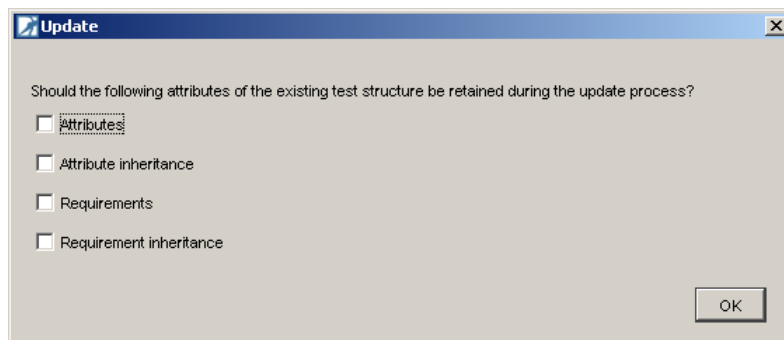 Update
Should the following attributes of the existing test structure be retained during the update process?
Attributes
Attribute inheritance
Requirements
Requirement inheritance
OK